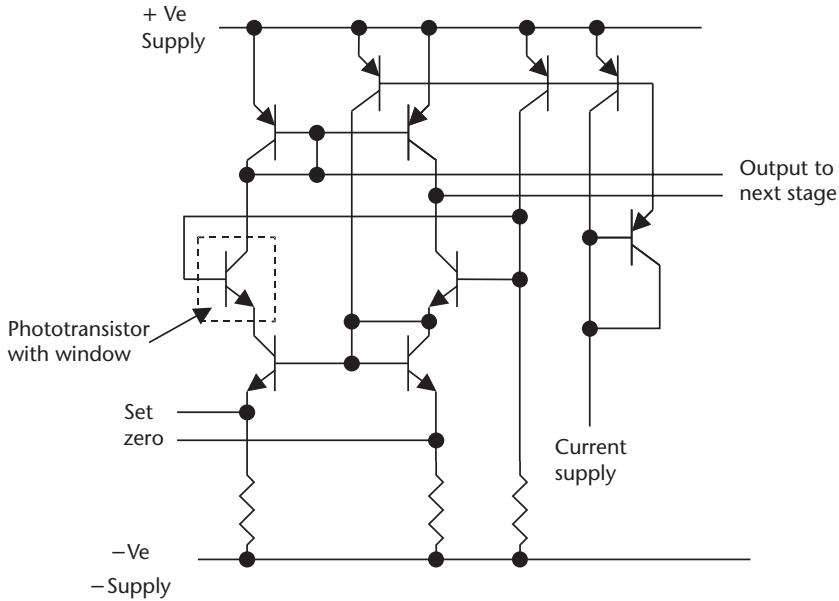 + Ve
Supply
Output to
next stage
Phototransistor
with window
Set
zero
Current
supply
−Ve
−Supply